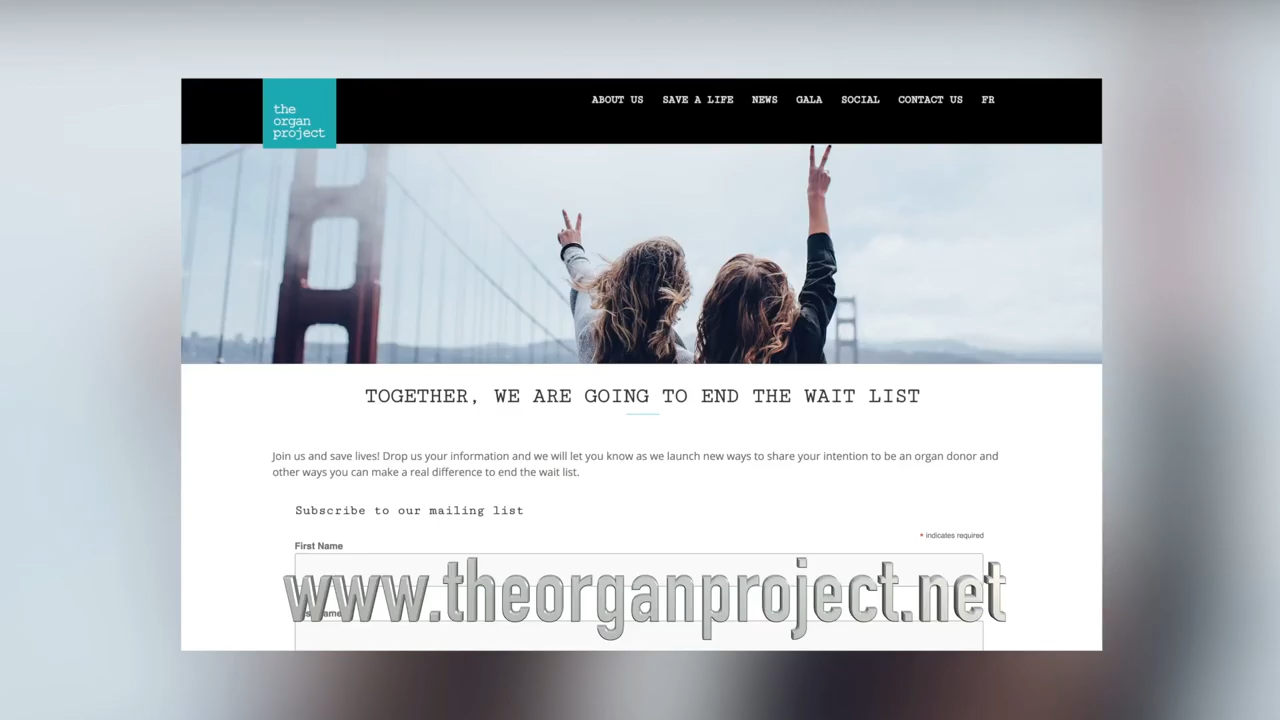 the
organ
project
ABOUT US SAVE A LIFE NEWS GALA SOCIAL CONTACT US FR
TOGETHER, WE ARE GOING TO END THE WAIT LIST
Join us and save lives! Drop us your information and we will let you know as we launch new ways to share your intention to be an organ donor and
other ways you can make a real difference to end the wait list.
Subscribe to our mailing list
* indicates required
First Name
www.theorganproject.net